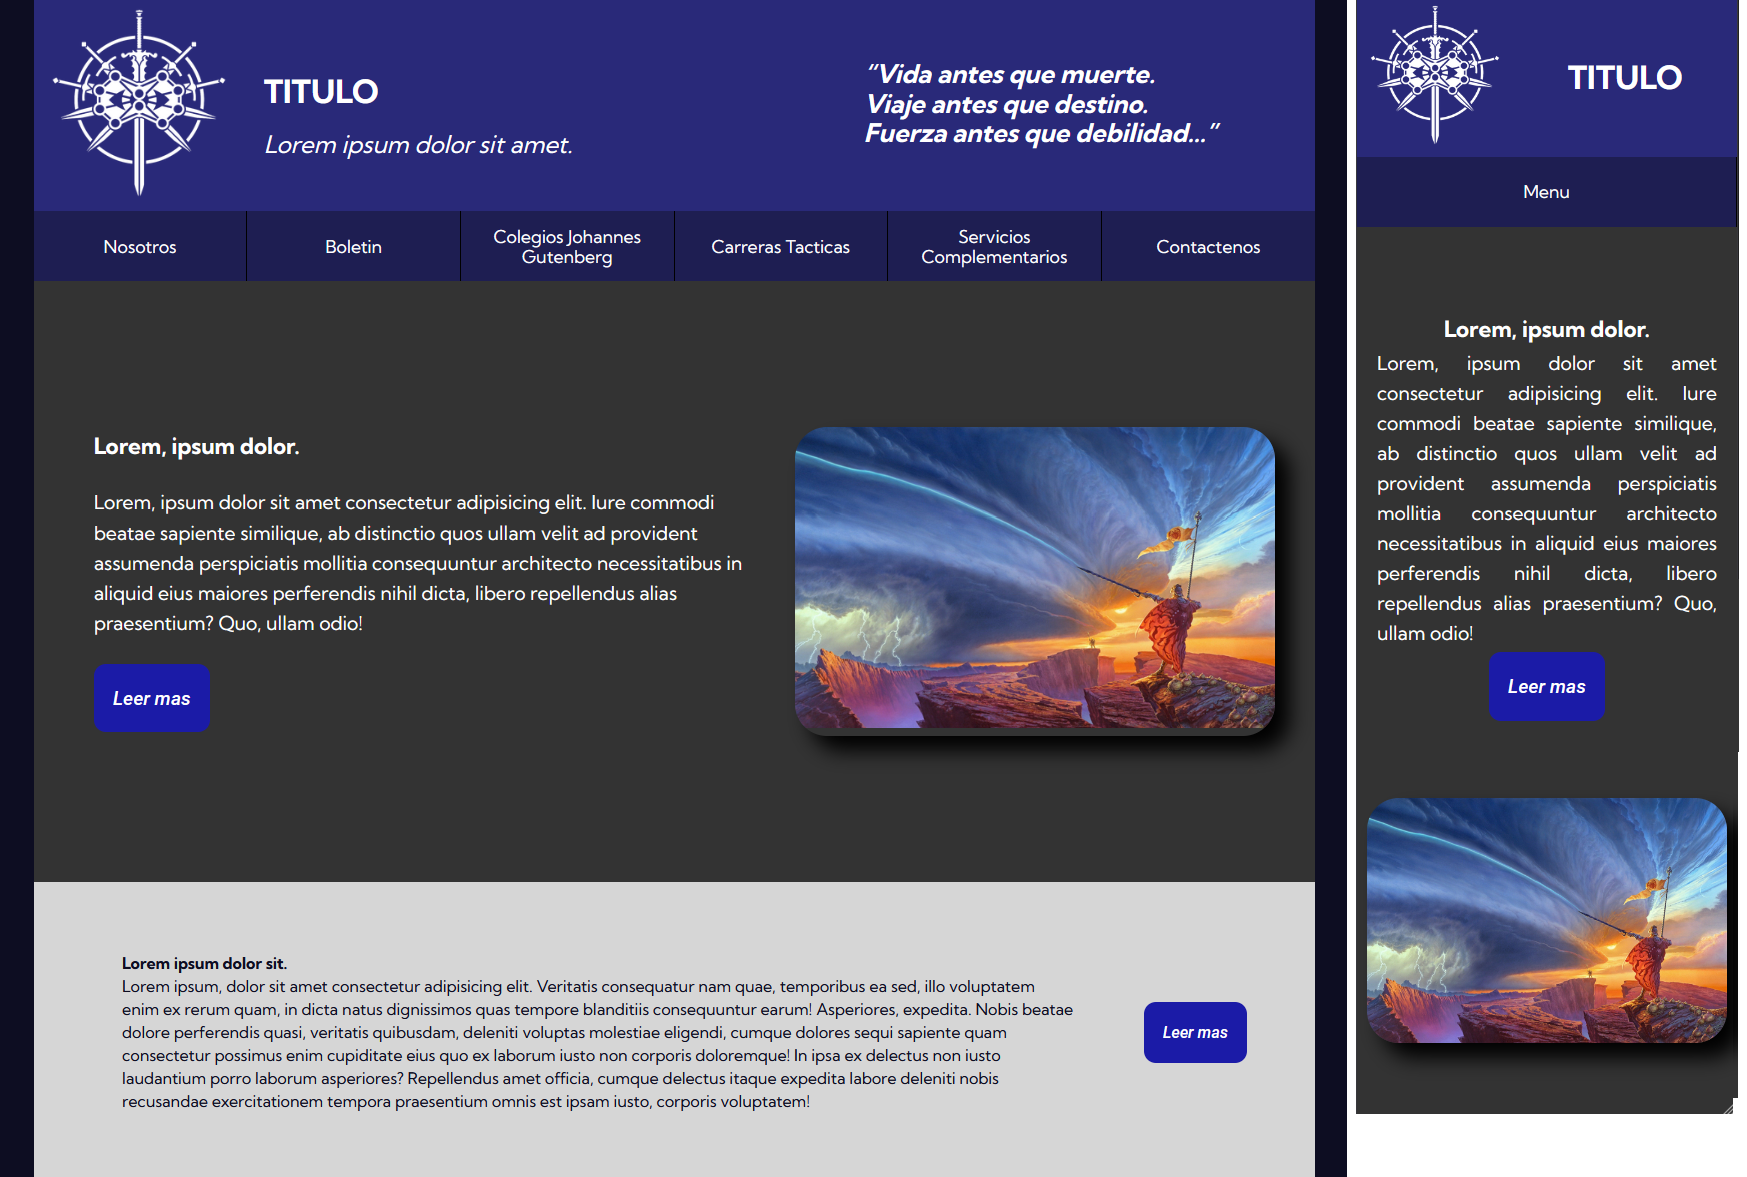 TITULO
Lorem ipsum dolor sit amet.
“Vida antes que muerte.
Viaje antes que destino.
Fuerza antes que debilidad...”
Nosotros
Boletin
Colegios Johannes
Gutenberg
Carreras Tacticas
Servicios
Complementarios
Contactenos
Lorem, ipsum dolor.
Lorem, ipsum dolor sit amet consectetur adipisicing elit. Iure commodi
beatae sapiente similique, ab distinctio quos ullam velit ad provident
assumenda perspiciatis mollitia consequuntur architecto necessitatibus in
aliquid eius maiores perferendis nihil dicta, libero repellendus alias
praesentium? Quo, ullam odio!
Leer mas
Lorem ipsum dolor sit.
Lorem ipsum, dolor sit amet consectetur adipisicing elit. Veritatis consequatur nam quae, temporibus ea sed, illo voluptatem
enim ex rerum quam, in dicta natus dignissimos quas tempore blanditiis consequuntur earum! Asperiores, expedita. Nobis beatae
dolore perferendis quasi, veritatis quibusdam, deleniti voluptas molestiae eligendi, cumque dolores sequi sapiente quam
consectetur possimus enim cupiditate eius quo ex laborum iusto non corporis doloremque! In ipsa ex delectus non iusto
laudantium porro laborum asperiores? Repellendus amet officia, cumque delectus itaque expedita labore deleniti nobis
recusandae exercitationem tempora praesentium omnis est ipsam iusto, corporis voluptatem!
Leer mas
TITULO
Menu
Lorem, ipsum dolor.
Lorem, ipsum dolor sit amet
consectetur adipisicing elit. Iure
commodi beatae sapiente similique,
ab distinctio quos ullam velit ad
provident assumenda perspiciatis
mollitia consequuntur architecto
necessitatibus in aliquid eius maiores
perferendis nihil dicta, libero
repellendus alias praesentium? Quo,
ullam odio!
Leer mas